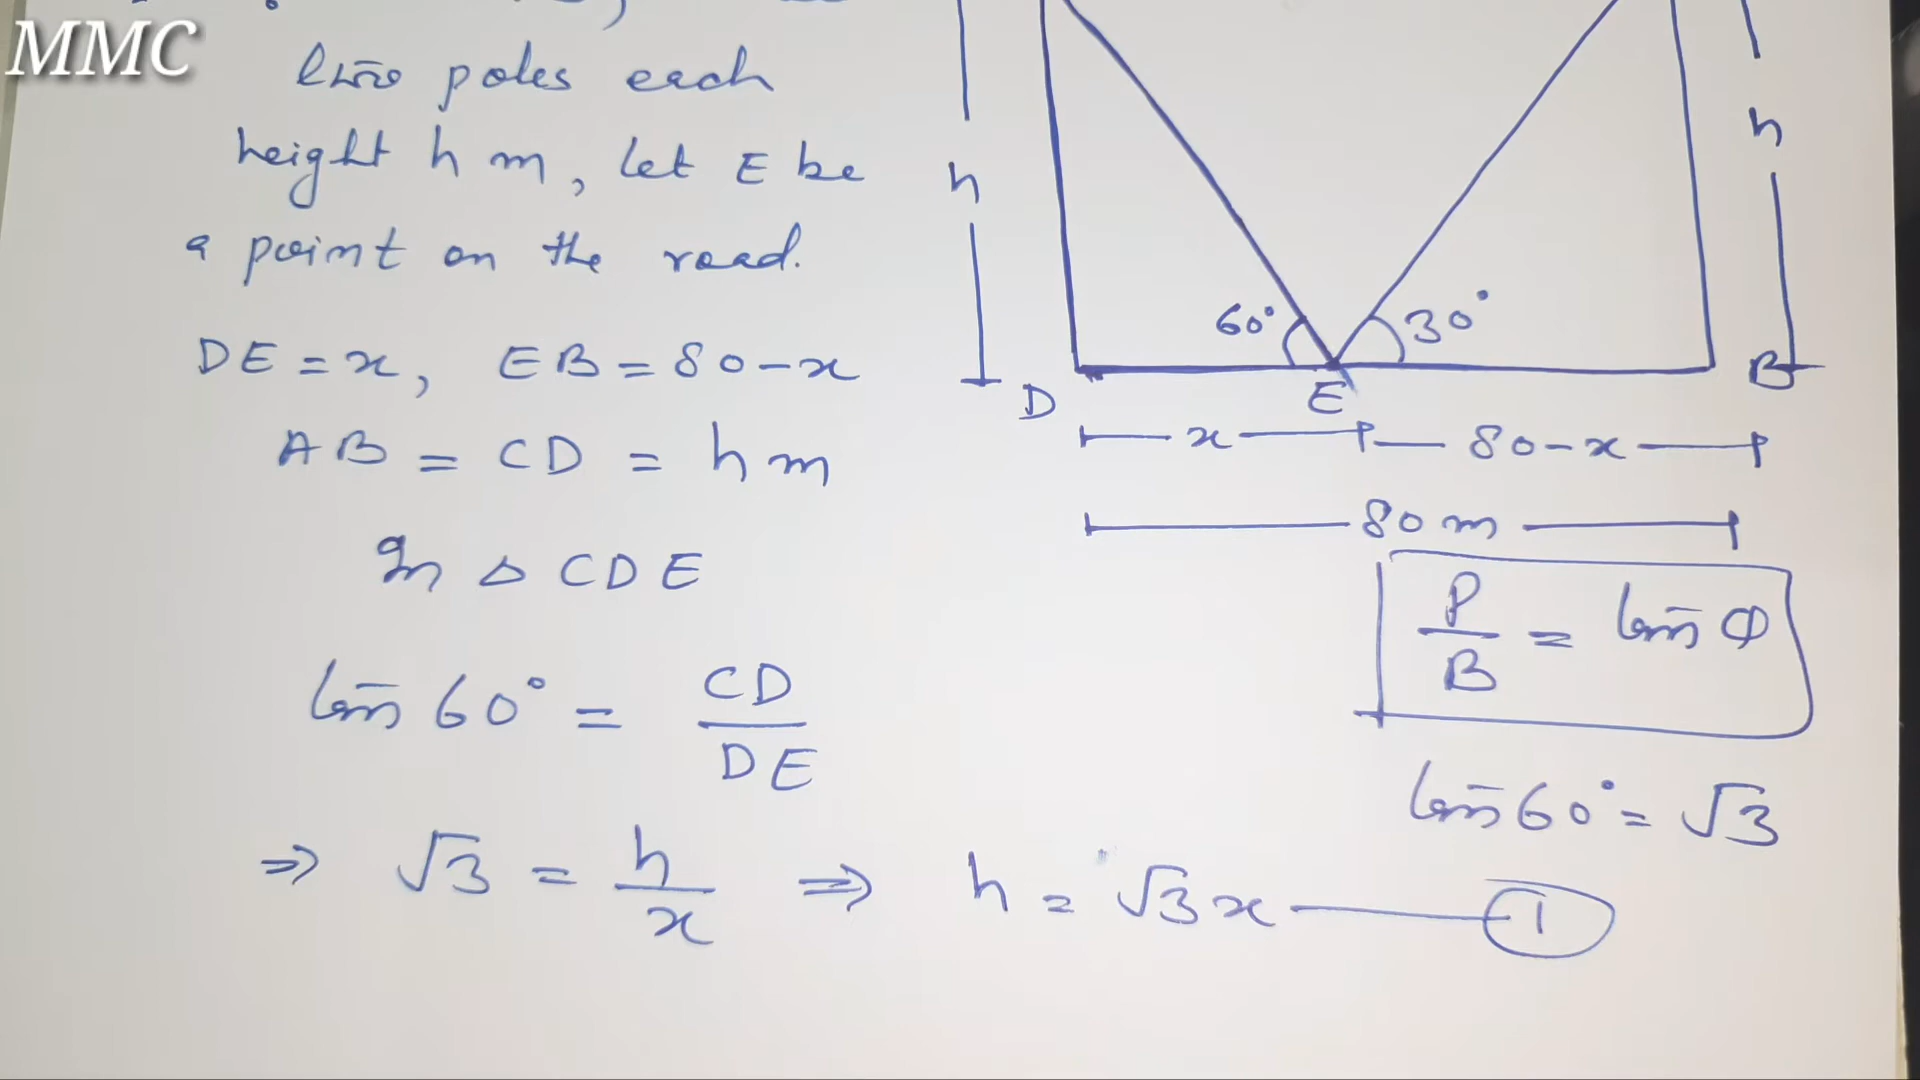 MMC
two poles each
height h m, let E be
a point on the road.
DE = x, EB = 80-x
AB = CD = h m
In △ CDE
tan 60° = CD/DE
⇒ √3 = h/x ⇒ h = √3x ① 
h
h
60°
30°
D
E
B
x
80-x
80m
P/B = tan θ
tan 60° = √3